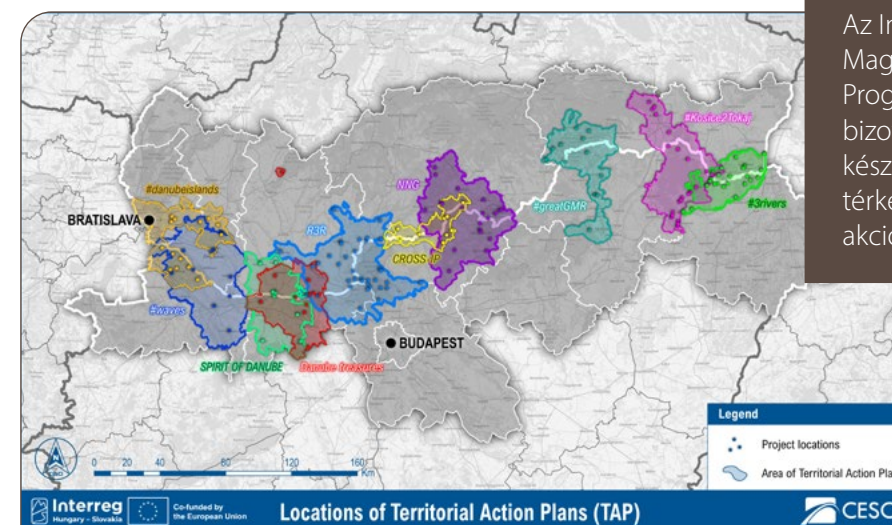 #danubeislands
BRATISLAVA
#waves
SPIRIT OF DANUBE
Danube treasures
R3R
CROSS IP
NNG
#greatGMR
#Kosice2Tokaj
#3rivers
BUDAPEST
0 20 40 80 120 160
Km
Legend
Project locations
Area of Territorial Action Pla
Interreg
Hungary - Slovakia
Co-funded by
the European Union
Locations of Territorial Action Plans (TAP)
CESC
Az In
Mag
Prog
bizo
kész
térké
akció